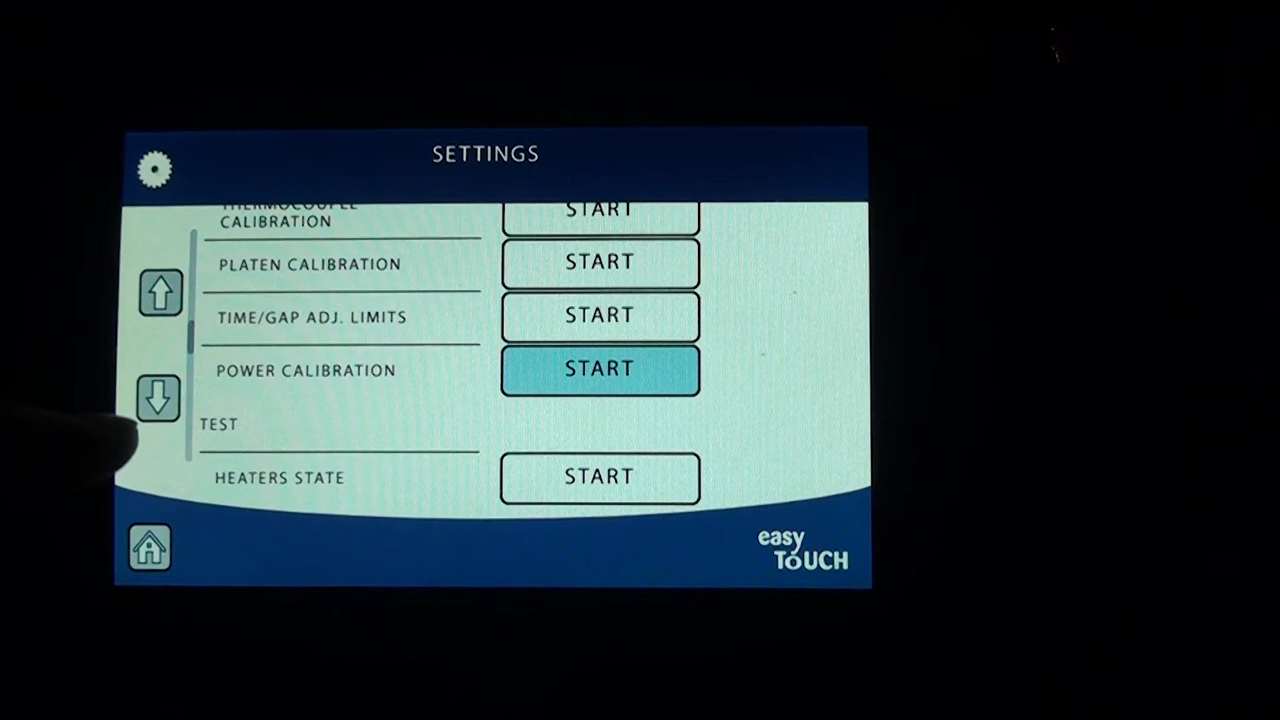 SETTINGS
THERMOCOUPLE
CALIBRATION
START
PLATEN CALIBRATION
START
TIME/GAP ADJ. LIMITS
START
POWER CALIBRATION
START
TEST
HEATERS STATE
START
easy
TOUCH